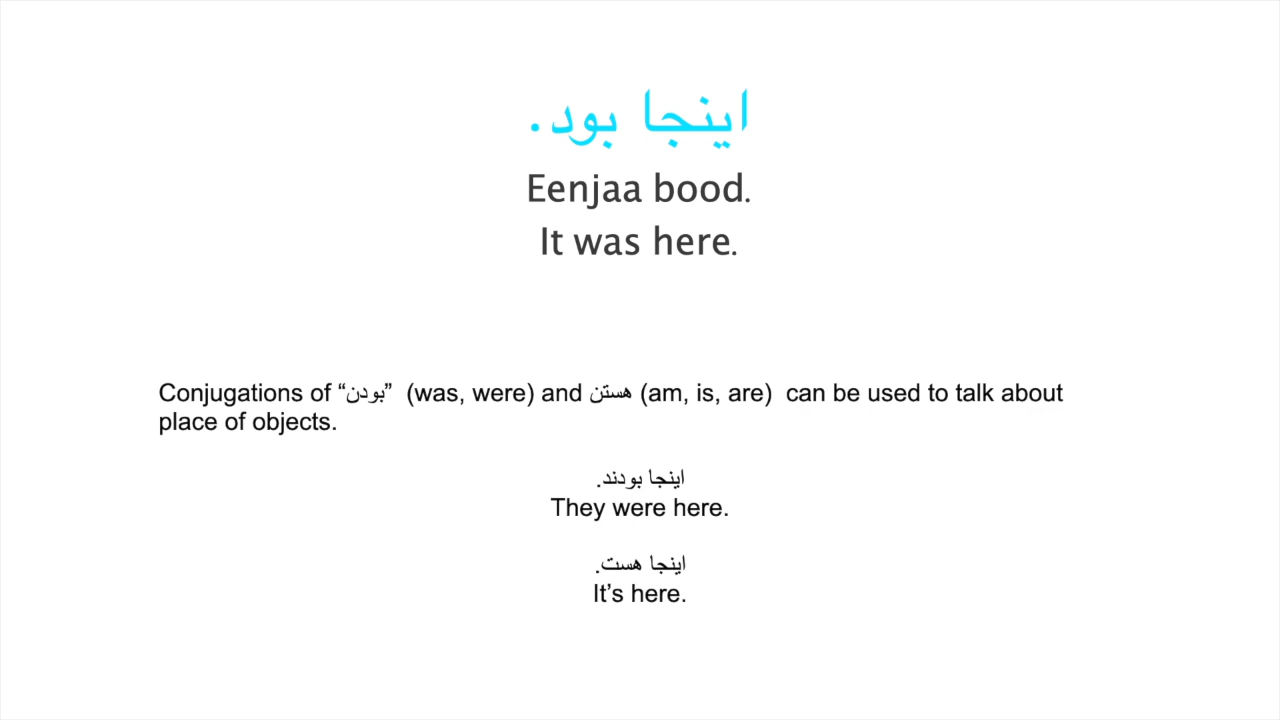 اینجا بود.
Eenjaa bood.
It was here.
Conjugations of “بودن” (was, were) and هستن (am, is, are) can be used to talk about
place of objects.
اینجا بودند.
They were here.
اینجا هست.
It’s here.